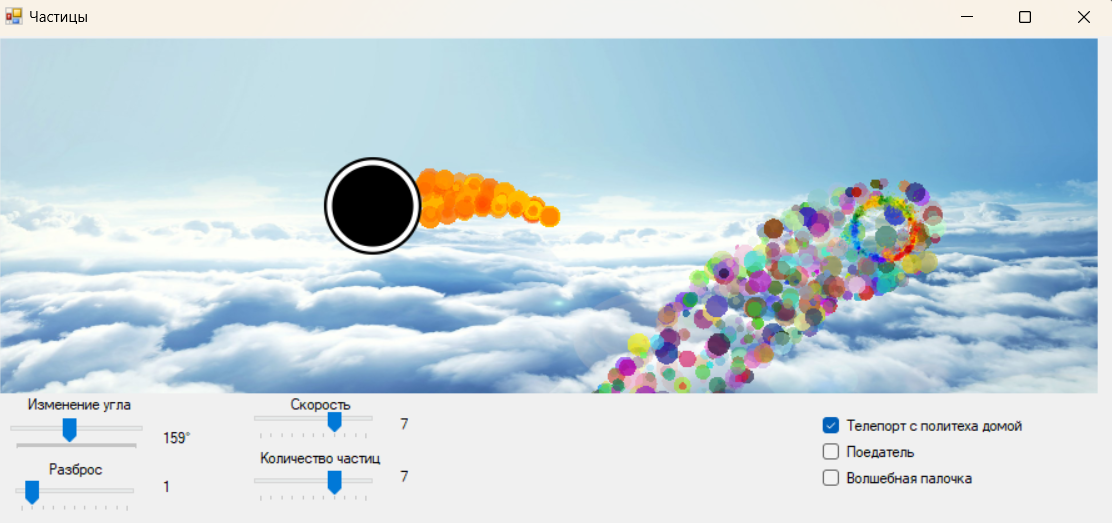 Частицы
Изменение угла
159°
Разброс
1
Скорость
7
Количество частиц
7
Телепорт с политеха домой
Поедатель
Волшебная палочка